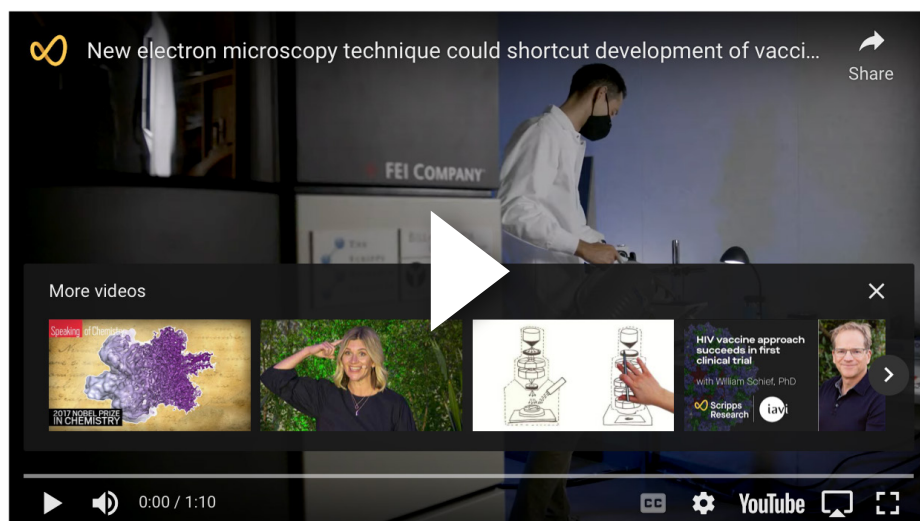 New electron microscopy technique could shortcut development of vacci...
Share
FEI COMPANY
More videos
Speaking of Chemistry
2017 NOBEL PRIZE
IN CHEMISTRY
HIV vaccine approach
succeeds in first
clinical trial
with William Schief, PhD
Scripps
Research
iavi
0:00 / 1:10
CC
YouTube